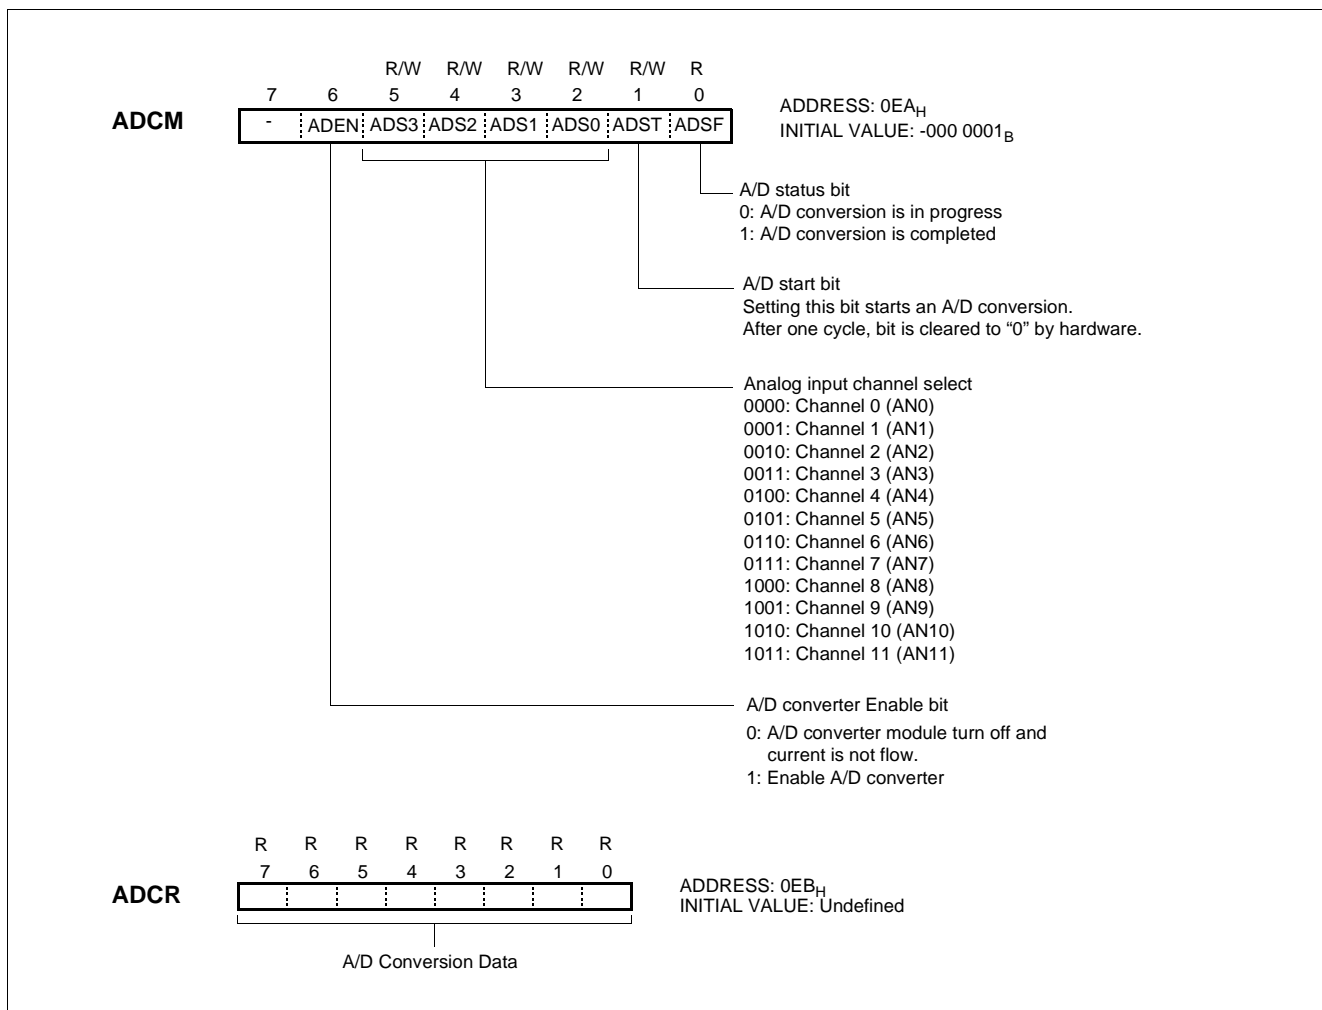 R/W R/W R/W R/W R/W R
7 6 5 4 3 2 1 0
ADCM
- ADEN ADS3 ADS2 ADS1 ADS0 ADST ADSF
ADDRESS: 0EAH
INITIAL VALUE: -000 0001B
A/D status bit
0: A/D conversion is in progress
1: A/D conversion is completed
A/D start bit
Setting this bit starts an A/D conversion.
After one cycle, bit is cleared to “0” by hardware.
Analog input channel select
0000: Channel 0 (AN0)
0001: Channel 1 (AN1)
0010: Channel 2 (AN2)
0011: Channel 3 (AN3)
0100: Channel 4 (AN4)
0101: Channel 5 (AN5)
0110: Channel 6 (AN6)
0111: Channel 7 (AN7)
1000: Channel 8 (AN8)
1001: Channel 9 (AN9)
1010: Channel 10 (AN10)
1011: Channel 11 (AN11)
A/D converter Enable bit
0: A/D converter module turn off and
current is not flow.
1: Enable A/D converter
R R R R R R R R
7 6 5 4 3 2 1 0
ADCR
ADDRESS: 0EBH
INITIAL VALUE: Undefined
A/D Conversion Data